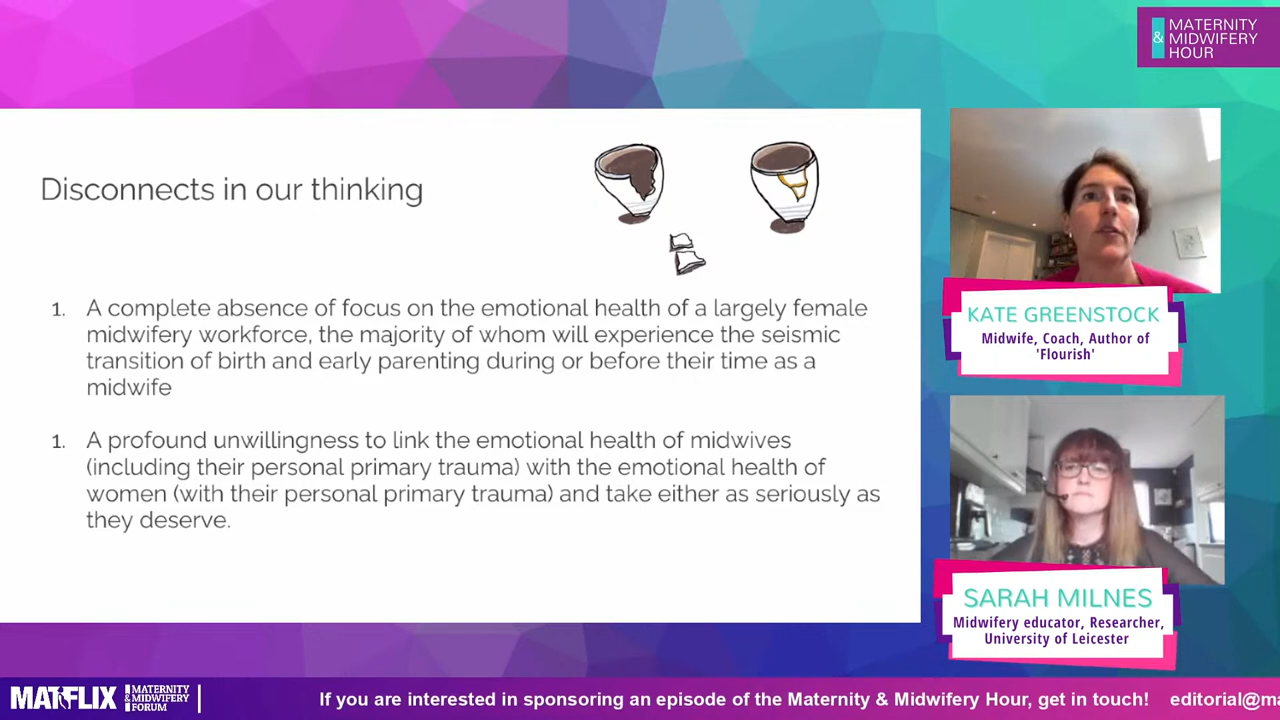 MATERNITY
& MIDWIFERY
HOUR
Disconnects in our thinking
1. A complete absence of focus on the emotional health of a largely female
midwifery workforce, the majority of whom will experience the seismic
transition of birth and early parenting during or before their time as a
midwife
1. A profound unwillingness to link the emotional health of midwives
(including their personal primary trauma) with the emotional health of
women (with their personal primary trauma) and take either as seriously as
they deserve.
KATE GREENSTOCK
Midwife, Coach, Author of
'Flourish'
SARAH MILNES
Midwifery educator, Researcher,
University of Leicester
MATFLIX
MATERNITY
& MIDWIFERY
FORUM
If you are interested in sponsoring an episode of the Maternity & Midwifery Hour, get in touch! editorial@ma